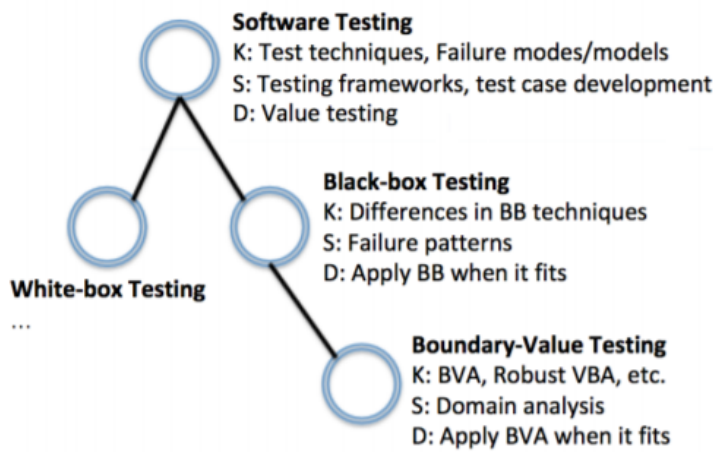 Software Testing
K: Test techniques, Failure modes/models
S: Testing frameworks, test case development
D: Value testing
Black-box Testing
K: Differences in BB techniques
S: Failure patterns
D: Apply BB when it fits
White-box Testing
...
Boundary-Value Testing
K: BVA, Robust VBA, etc.
S: Domain analysis
D: Apply BVA when it fits